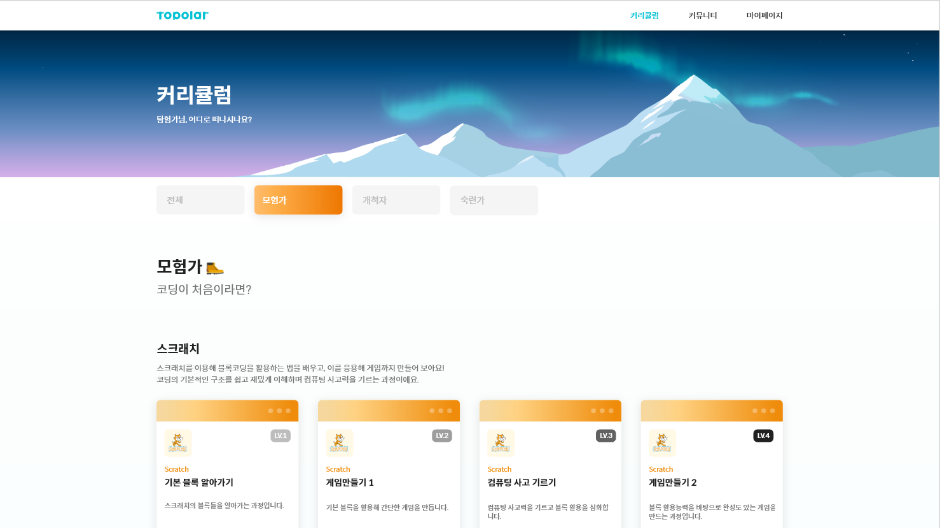 TODOlar
커리큘럼 커뮤니티 마이페이지
커리큘럼
탐험가님, 어디로 떠나시나요?
전체 모험가 개척자 숙련가
모험가
코딩이 처음이라면?
스크래치
스크래치를 이용해 블록코딩을 활용하는 법을 배우고, 이를 응용해 게임까지 만들어 보아요!
코딩의 기본적인 구조를 쉽고 재밌게 이해하며 컴퓨팅 사고력을 기르는 과정이에요.
LV.1
Scratch
기본 블록 알아가기
스크래치의 블록들을 알아가는 과정입니다.
LV.2
Scratch
게임만들기 1
기본 블록을 활용해 간단한 게임을 만듭니다.
LV.3
Scratch
컴퓨팅 사고 기르기
컴퓨팅 사고력을 기르고 블록 활용을 심화합
니다.
LV.4
Scratch
게임만들기 2
블록 활용능력을 바탕으로 완성도 있는 게임을
만드는 과정입니다.